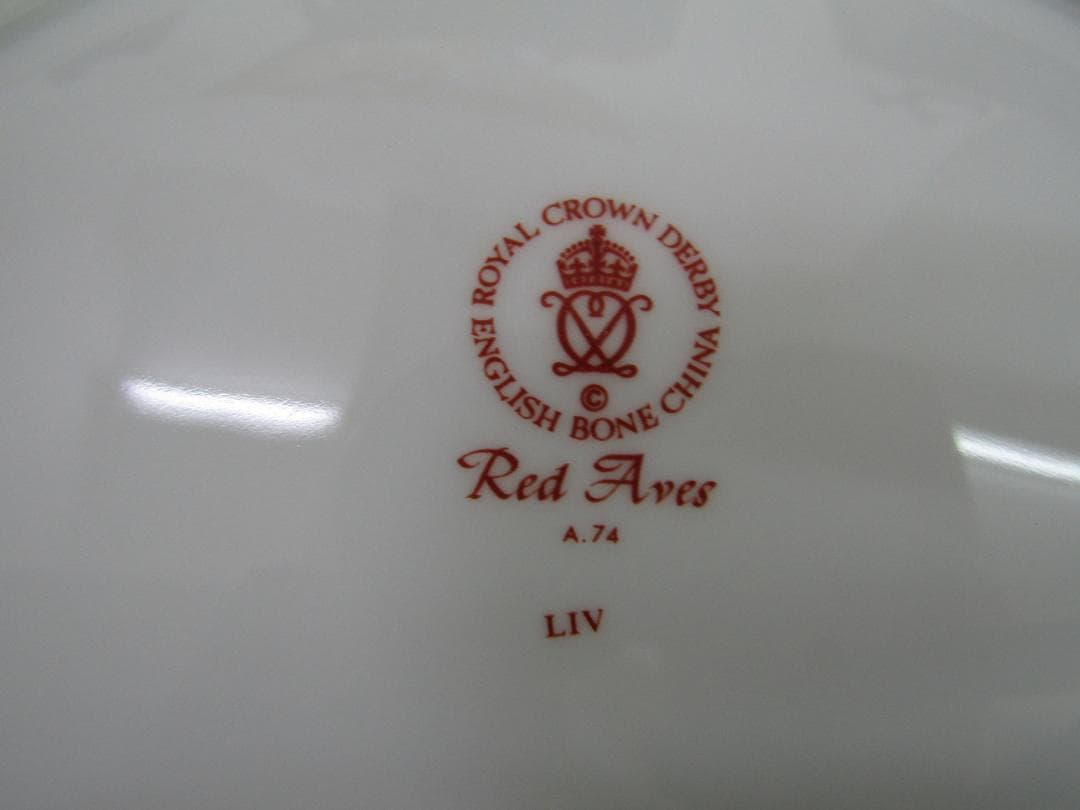 ROYAL CROWN DERBY
ENGLISH BONE CHINA
©
Red Aves
A.74
LIV